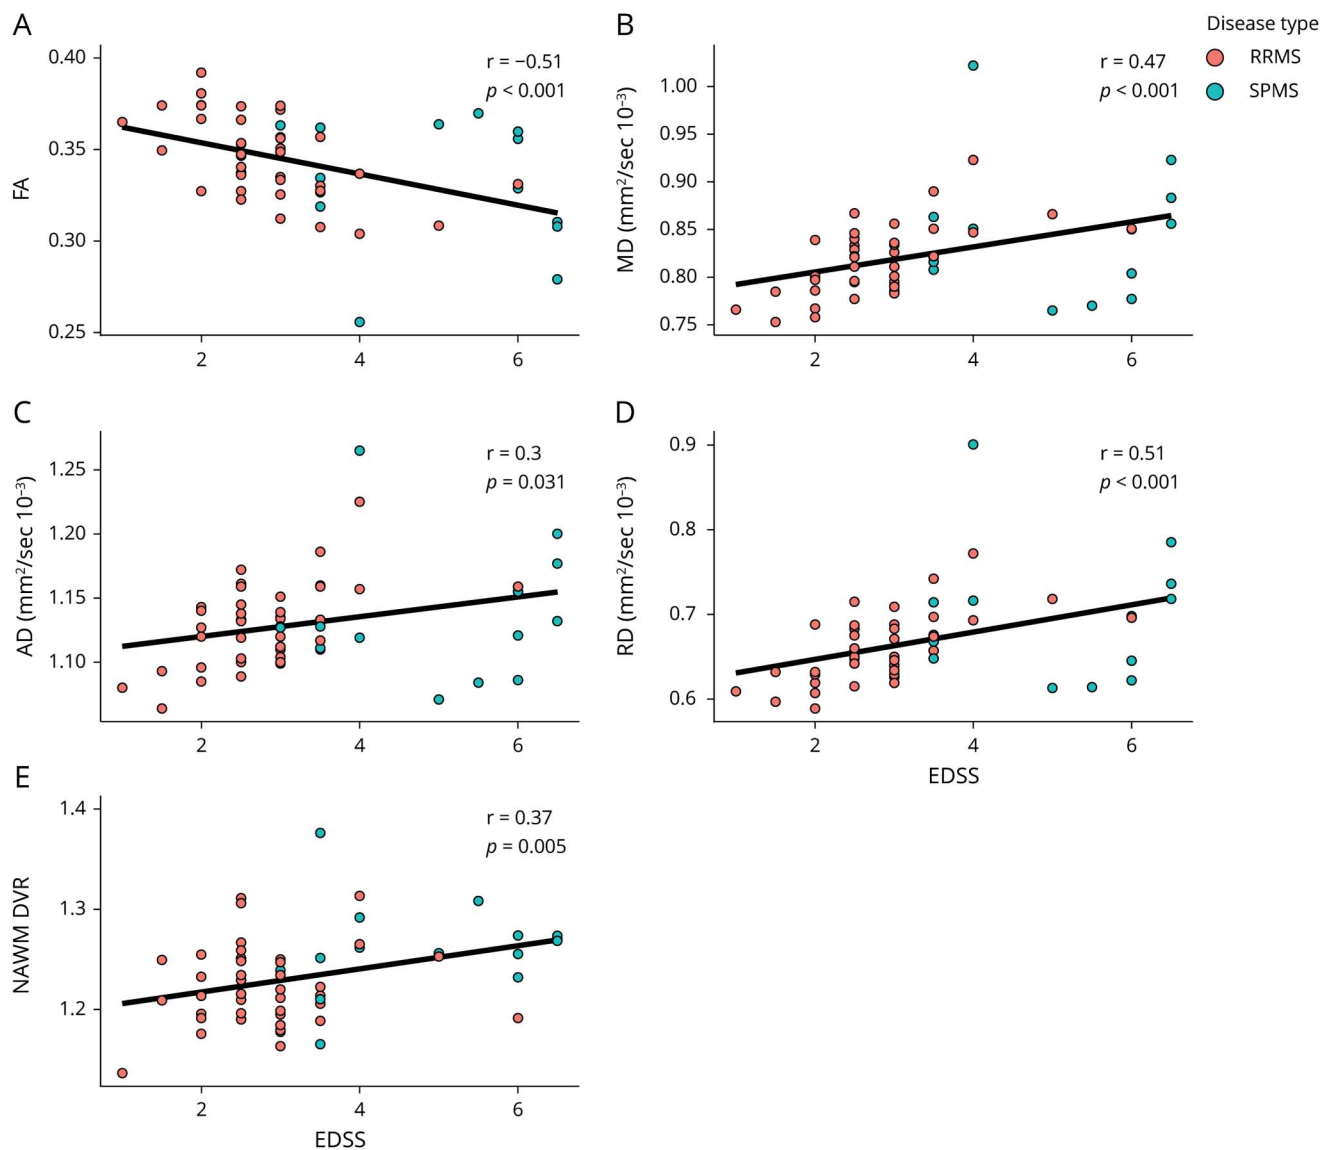 A
FA
0.40
0.35
0.30
0.25
2
4
6
r = −0.51
p < 0.001
B
MD (mm²/sec 10⁻³)
1.00
0.95
0.90
0.85
0.80
0.75
2
4
6
r = 0.47
p < 0.001
Disease type
RRMS
SPMS
C
AD (mm²/sec 10⁻³)
1.25
1.20
1.15
1.10
2
4
6
r = 0.3
p = 0.031
D
RD (mm²/sec 10⁻³)
0.9
0.8
0.7
0.6
2
4
6
EDSS
r = 0.51
p < 0.001
E
NAWM DVR
1.4
1.3
1.2
2
4
6
EDSS
r = 0.37
p = 0.005